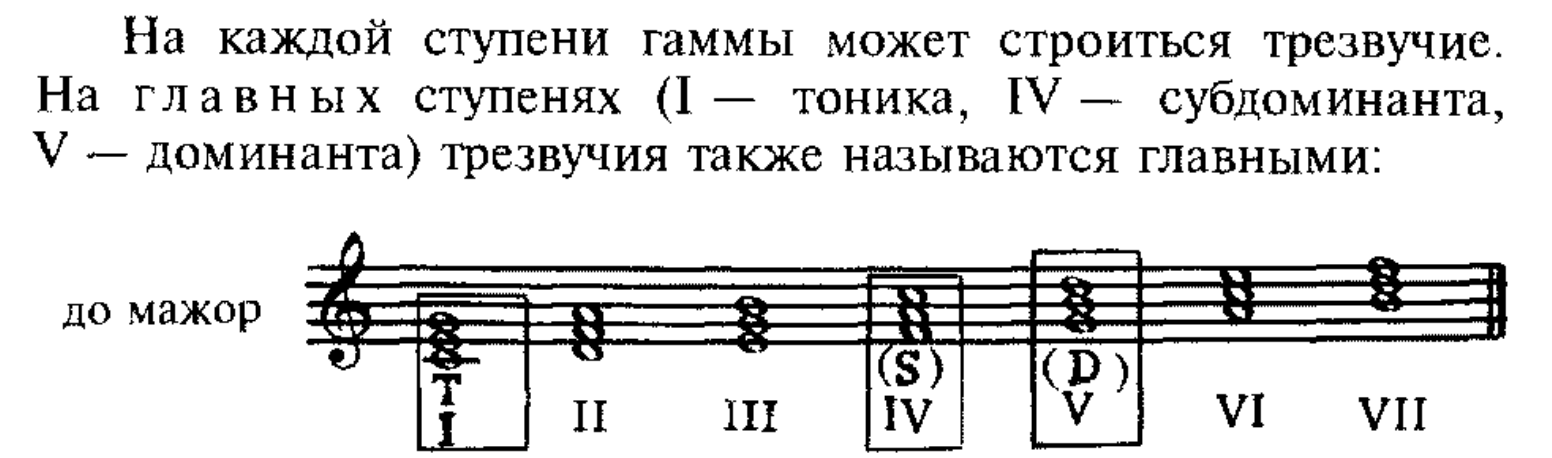 На каждой ступени гаммы может строиться трезвучие.
На главных ступенях (I — тоника, IV — субдоминанта,
V — доминанта) трезвучия также называются главными:
до мажор
T (S) (D)
I II III IV V VI VII